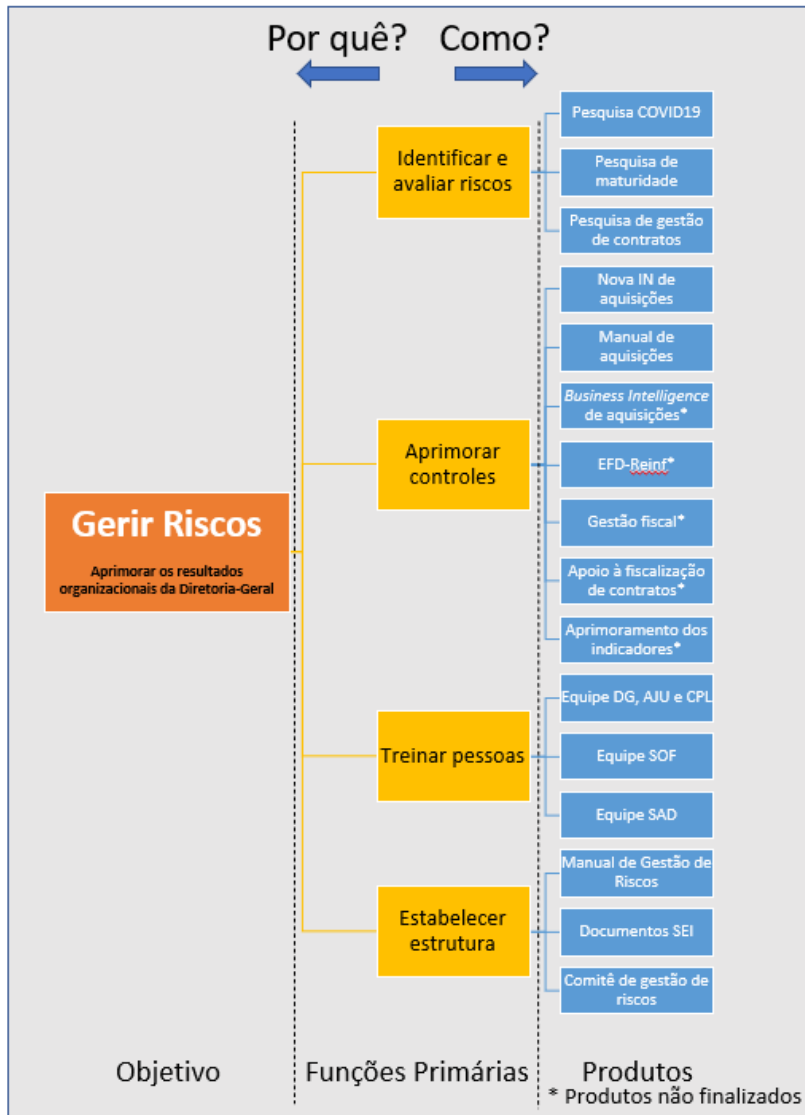 Por quê? Como?
Gerir Riscos
Aprimorar os resultados
organizacionais da Diretoria-Geral
Identificar e
avaliar riscos
Pesquisa COVID19
Pesquisa de
maturidade
Pesquisa de gestão
de contratos
Aprimorar
controles
Nova IN de
aquisições
Manual de
aquisições
Business Intelligence
de aquisições*
EFD-Reinf*
Gestão fiscal*
Apoio à fiscalização
de contratos*
Aprimoramento dos
indicadores*
Treinar pessoas
Equipe DG, AJU e CPL
Equipe SOF
Equipe SAD
Estabelecer
estrutura
Manual de Gestão de
Riscos
Documentos SEI
Comitê de gestão de
riscos
Objetivo Funções Primárias Produtos
* Produtos não finalizados